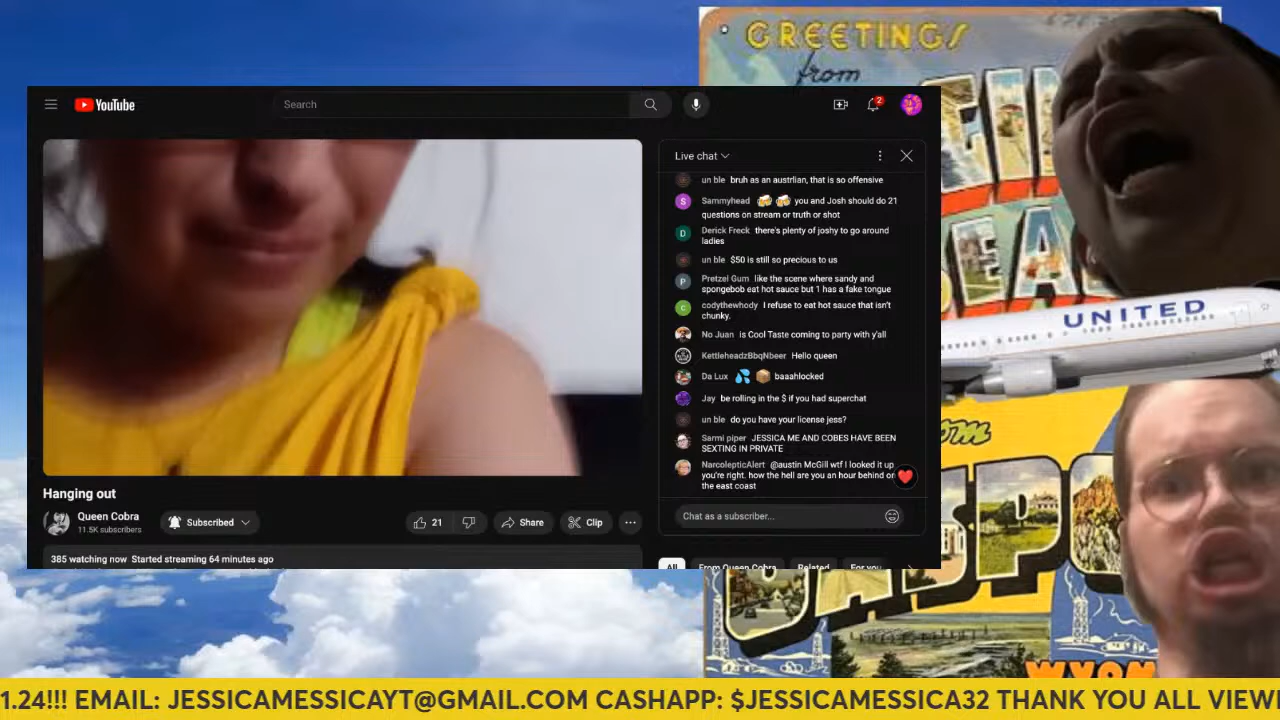 GREETINGS
from
YouTube
Search
2
Live chat
un ble bruh as an austrlian, that is so offensive
S
Sammyhead 🍻 🍻 you and Josh should do 21
questions on stream or truth or shot
D
Derick Freck there's plenty of joshy to go around
ladies
un ble $50 is still so precious to us
P
Pretzel Gum like the scene where sandy and
spongebob eat hot sauce but 1 has a fake tongue
C
codythewhody I refuse to eat hot sauce that isn't
chunky.
No Juan is Cool Taste coming to party with y'all
KettleheadzBbqNbeer Hello queen
Da Lux 💦 📦 baaahlocked
Jay be rolling in the $ if you had superchat
un ble do you have your license jess?
Sarmi piper JESSICA ME AND COBES HAVE BEEN
SEXTING IN PRIVATE
NarcolepticAlert @austin McGill wtf I looked it up
you're right. how the hell are you an hour behind or
the east coast
Chat as a subscriber...
Hanging out
Queen Cobra
11.5K subscribers
Subscribed
21
Share
Clip
385 watching now Started streaming 64 minutes ago
All
From Queen Cobra
Related
For you
UNITED
om
ASPE
WYOM
1.24!!! EMAIL: JESSICAMESSICAYT@GMAIL.COM CASHAPP: $JESSICAMESSICA32 THANK YOU ALL VIEW